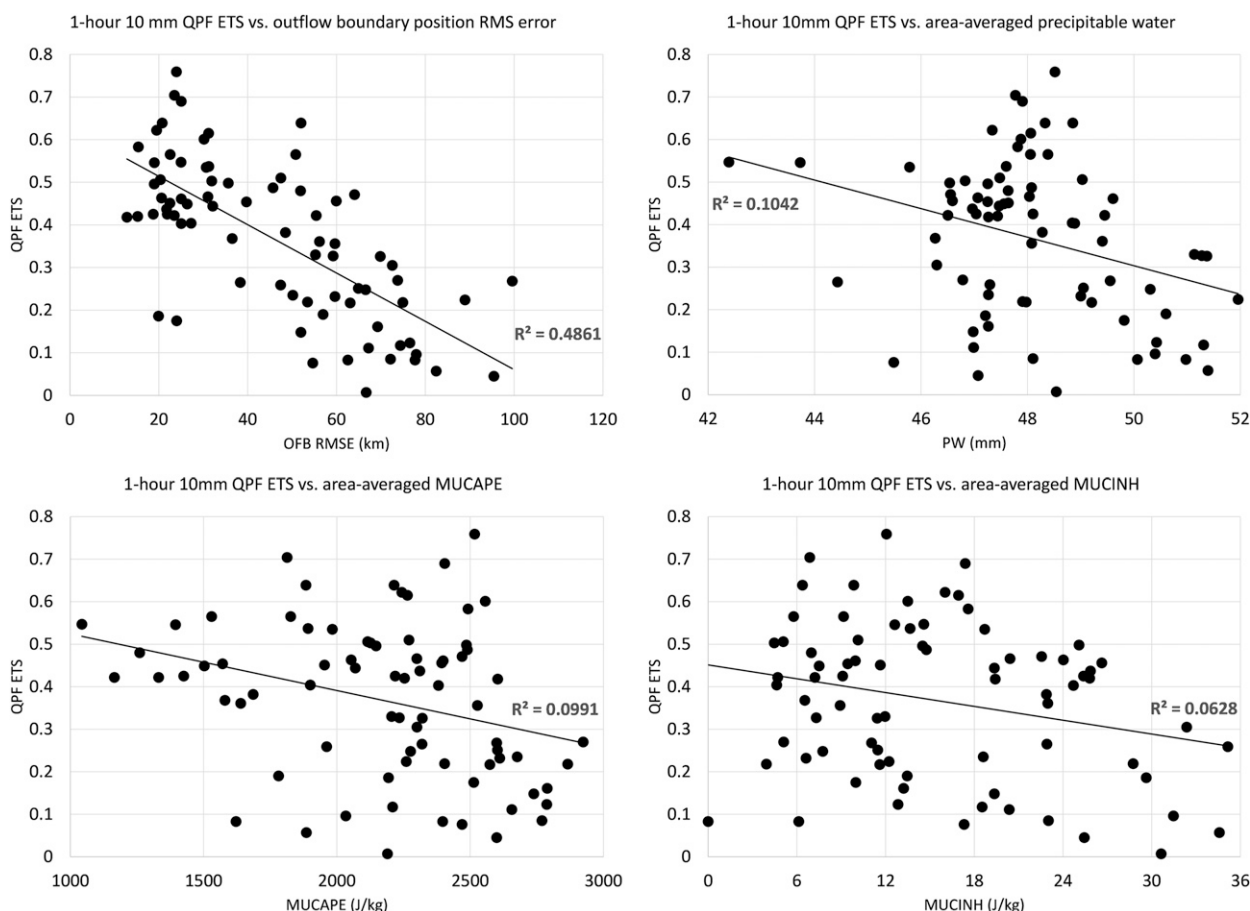 1-hour 10 mm QPF ETS vs. outflow boundary position RMS error
0.8
0.7
0.6
0.5
0.4
0.3
0.2
0.1
0
QPF ETS
R² = 0.4861
0 20 40 60 80 100 120
OFB RMSE (km)
1-hour 10mm QPF ETS vs. area-averaged precipitable water
0.8
0.7
0.6
0.5
0.4
0.3
0.2
0.1
0
QPF ETS
R² = 0.1042
42 44 46 48 50 52
PW (mm)
1-hour 10mm QPF ETS vs. area-averaged MUCAPE
0.8
0.7
0.6
0.5
0.4
0.3
0.2
0.1
0
QPF ETS
R² = 0.0991
1000 1500 2000 2500 3000
MUCAPE (J/kg)
1-hour 10mm QPF ETS vs. area-averaged MUCINH
0.8
0.7
0.6
0.5
0.4
0.3
0.2
0.1
0
QPF ETS
R² = 0.0628
0 6 12 18 24 30 36
MUCINH (J/kg)